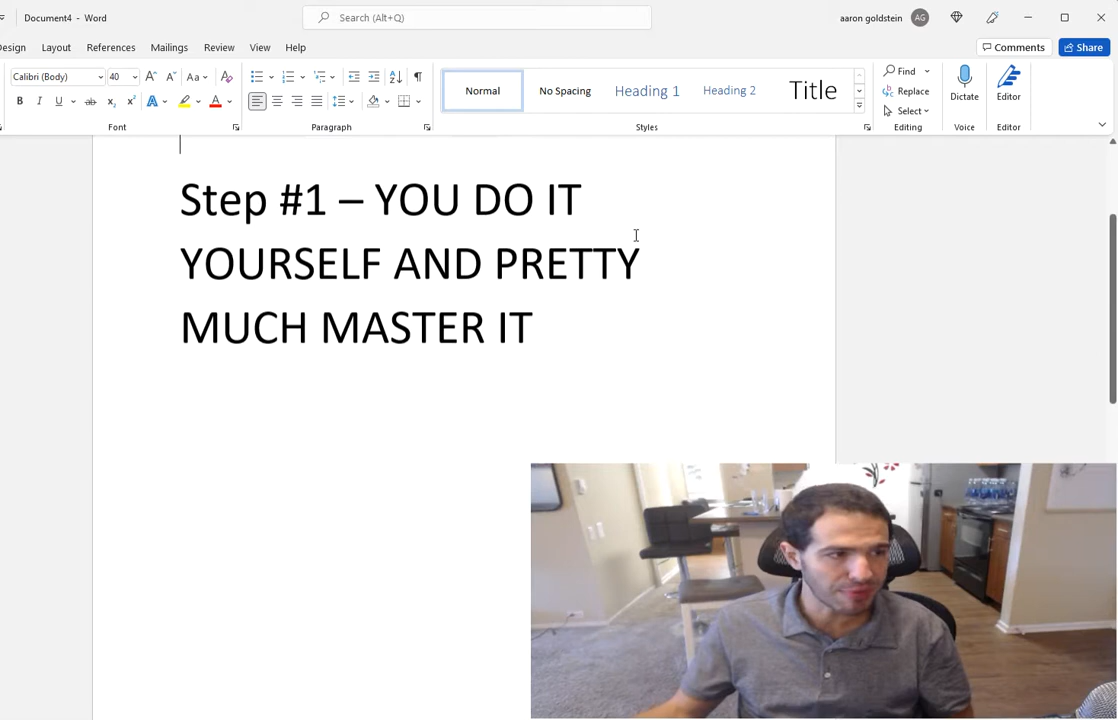 Document4 - Word
Search (Alt+Q)
aaron goldstein
AG
esign Layout References Mailings Review View Help
Comments
Share
Calibri (Body) 40 Aa
Normal No Spacing Heading 1 Heading 2 Title
Find
Replace
Select
Dictate
Editor
Font Paragraph Styles Editing Voice Editor
Step #1 – YOU DO IT
YOURSELF AND PRETTY
MUCH MASTER IT